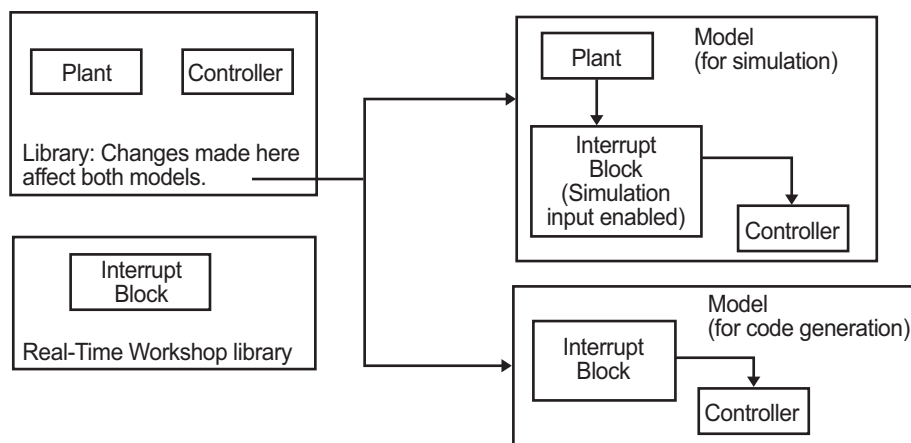 Plant
Controller
Library: Changes made here
affect both models.
Interrupt
Block
Real-Time Workshop library
Model
(for simulation)
Plant
Interrupt
Block
(Simulation
input enabled)
Controller
Model
(for code generation)
Interrupt
Block
Controller